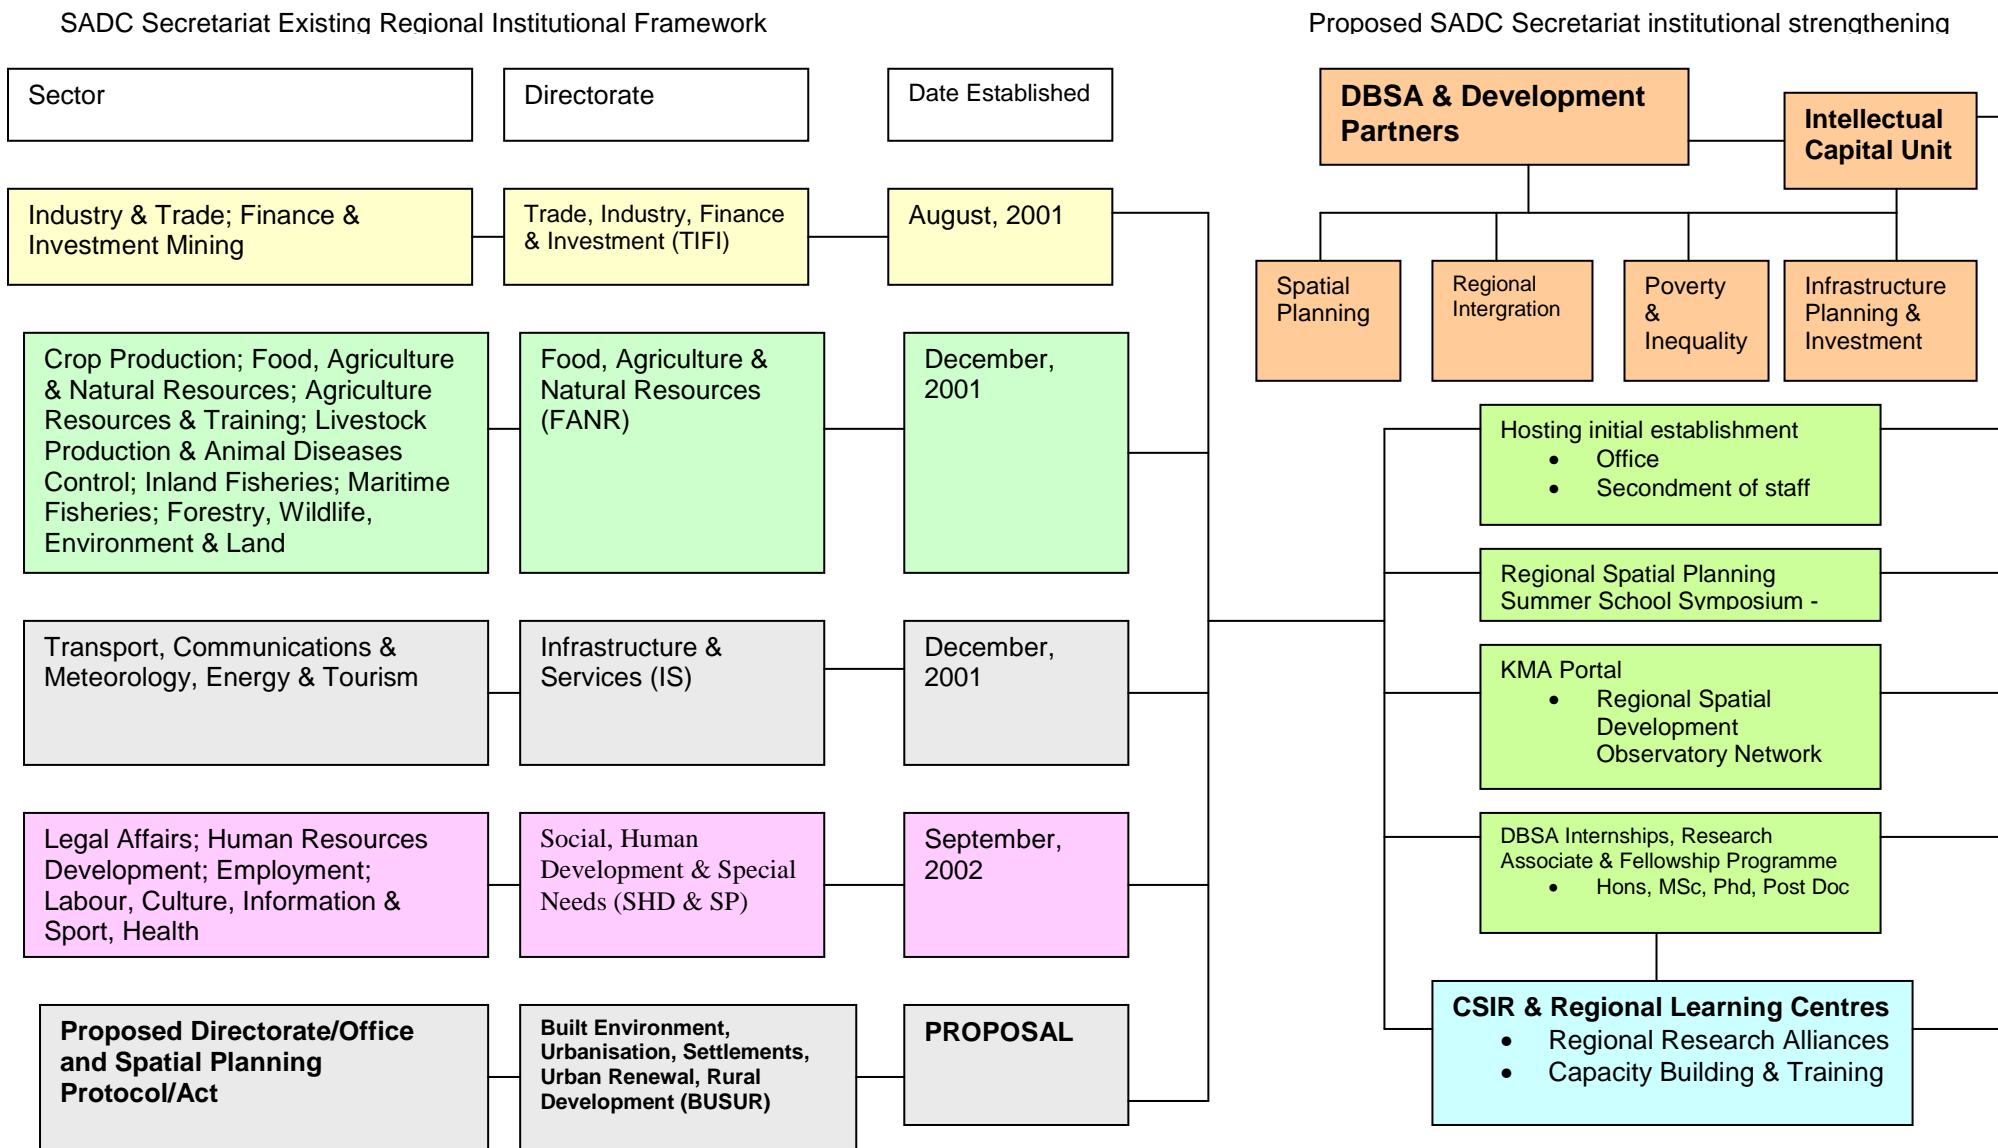 SADC Secretariat Existing Regional Institutional Framework
Proposed SADC Secretariat institutional strengthening
Sector
Directorate
Date Established
Industry & Trade; Finance &
Investment Mining
Trade, Industry, Finance
& Investment (TIFI)
August, 2001
Crop Production; Food, Agriculture
& Natural Resources; Agriculture
Resources & Training; Livestock
Production & Animal Diseases
Control; Inland Fisheries; Maritime
Fisheries; Forestry, Wildlife,
Environment & Land
Food, Agriculture &
Natural Resources
(FANR)
December,
2001
Transport, Communications &
Meteorology, Energy & Tourism
Infrastructure &
Services (IS)
December,
2001
Legal Affairs; Human Resources
Development; Employment;
Labour, Culture, Information &
Sport, Health
Social, Human
Development & Special
Needs (SHD & SP)
September,
2002
Proposed Directorate/Office
and Spatial Planning
Protocol/Act
Built Environment,
Urbanisation, Settlements,
Urban Renewal, Rural
Development (BUSUR)
PROPOSAL
DBSA & Development
Partners
Intellectual
Capital Unit
Spatial
Planning
Regional
Intergration
Poverty
&
Inequality
Infrastructure
Planning &
Investment
Hosting initial establishment
• Office
• Secondment of staff
Regional Spatial Planning
Summer School Symposium -
KMA Portal
• Regional Spatial
Development
Observatory Network
DBSA Internships, Research
Associate & Fellowship Programme
• Hons, MSc, Phd, Post Doc
CSIR & Regional Learning Centres
• Regional Research Alliances
• Capacity Building & Training